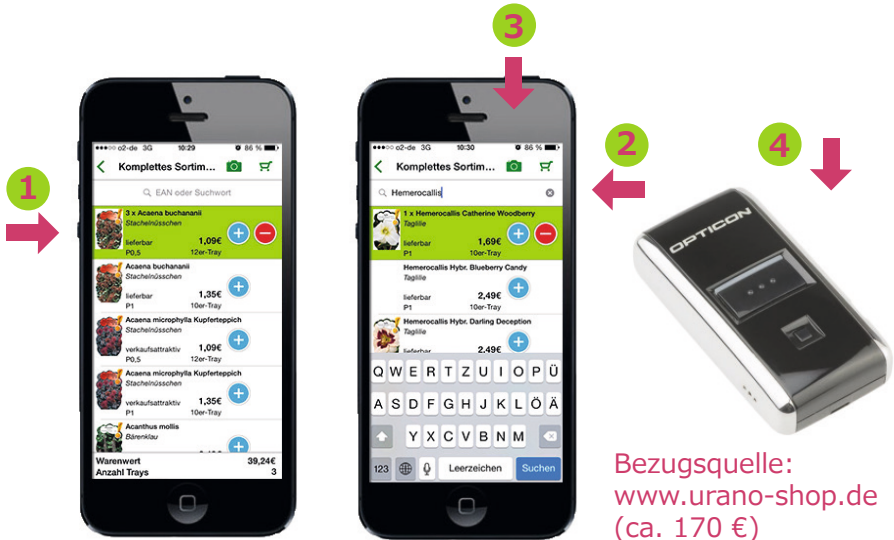 3
1
2
4
●●●○○ o2-de 3G 10:29 86 %
Komplettes Sortim...
EAN oder Suchwort
3 x Acaena buchananii
Stachelnüsschen
lieferbar 1,09€
P0,5 12er-Tray
Acaena buchananii
Stachelnüsschen
lieferbar 1,35€
P1 10er-Tray
Acaena microphylla Kupferteppich
Stachelnüsschen
verkaufsattraktiv 1,09€
P0,5 12er-Tray
Acaena microphylla Kupferteppich
Stachelnüsschen
verkaufsattraktiv 1,35€
P1 10er-Tray
Acanthus mollis
Bärenklau
Warenwert 39,24€
Anzahl Trays 3
●●●○○ o2-de 3G 10:30 86 %
Komplettes Sortim...
Hemerocallis
1 x Hemerocallis Catherine Woodberry
Taglilie
lieferbar 1,69€
P1 10er-Tray
Hemerocallis Hybr. Blueberry Candy
Taglilie
lieferbar 2,49€
P1 10er-Tray
Hemerocallis Hybr. Darling Deception
Taglilie
lieferbar 2,49€
Q W E R T Z U I O P Ü
A S D F G H J K L Ö Ä
Y X C V B N M
123 Leerzeichen Suchen
OPTICON
Bezugsquelle:
www.urano-shop.de
(ca. 170 €)